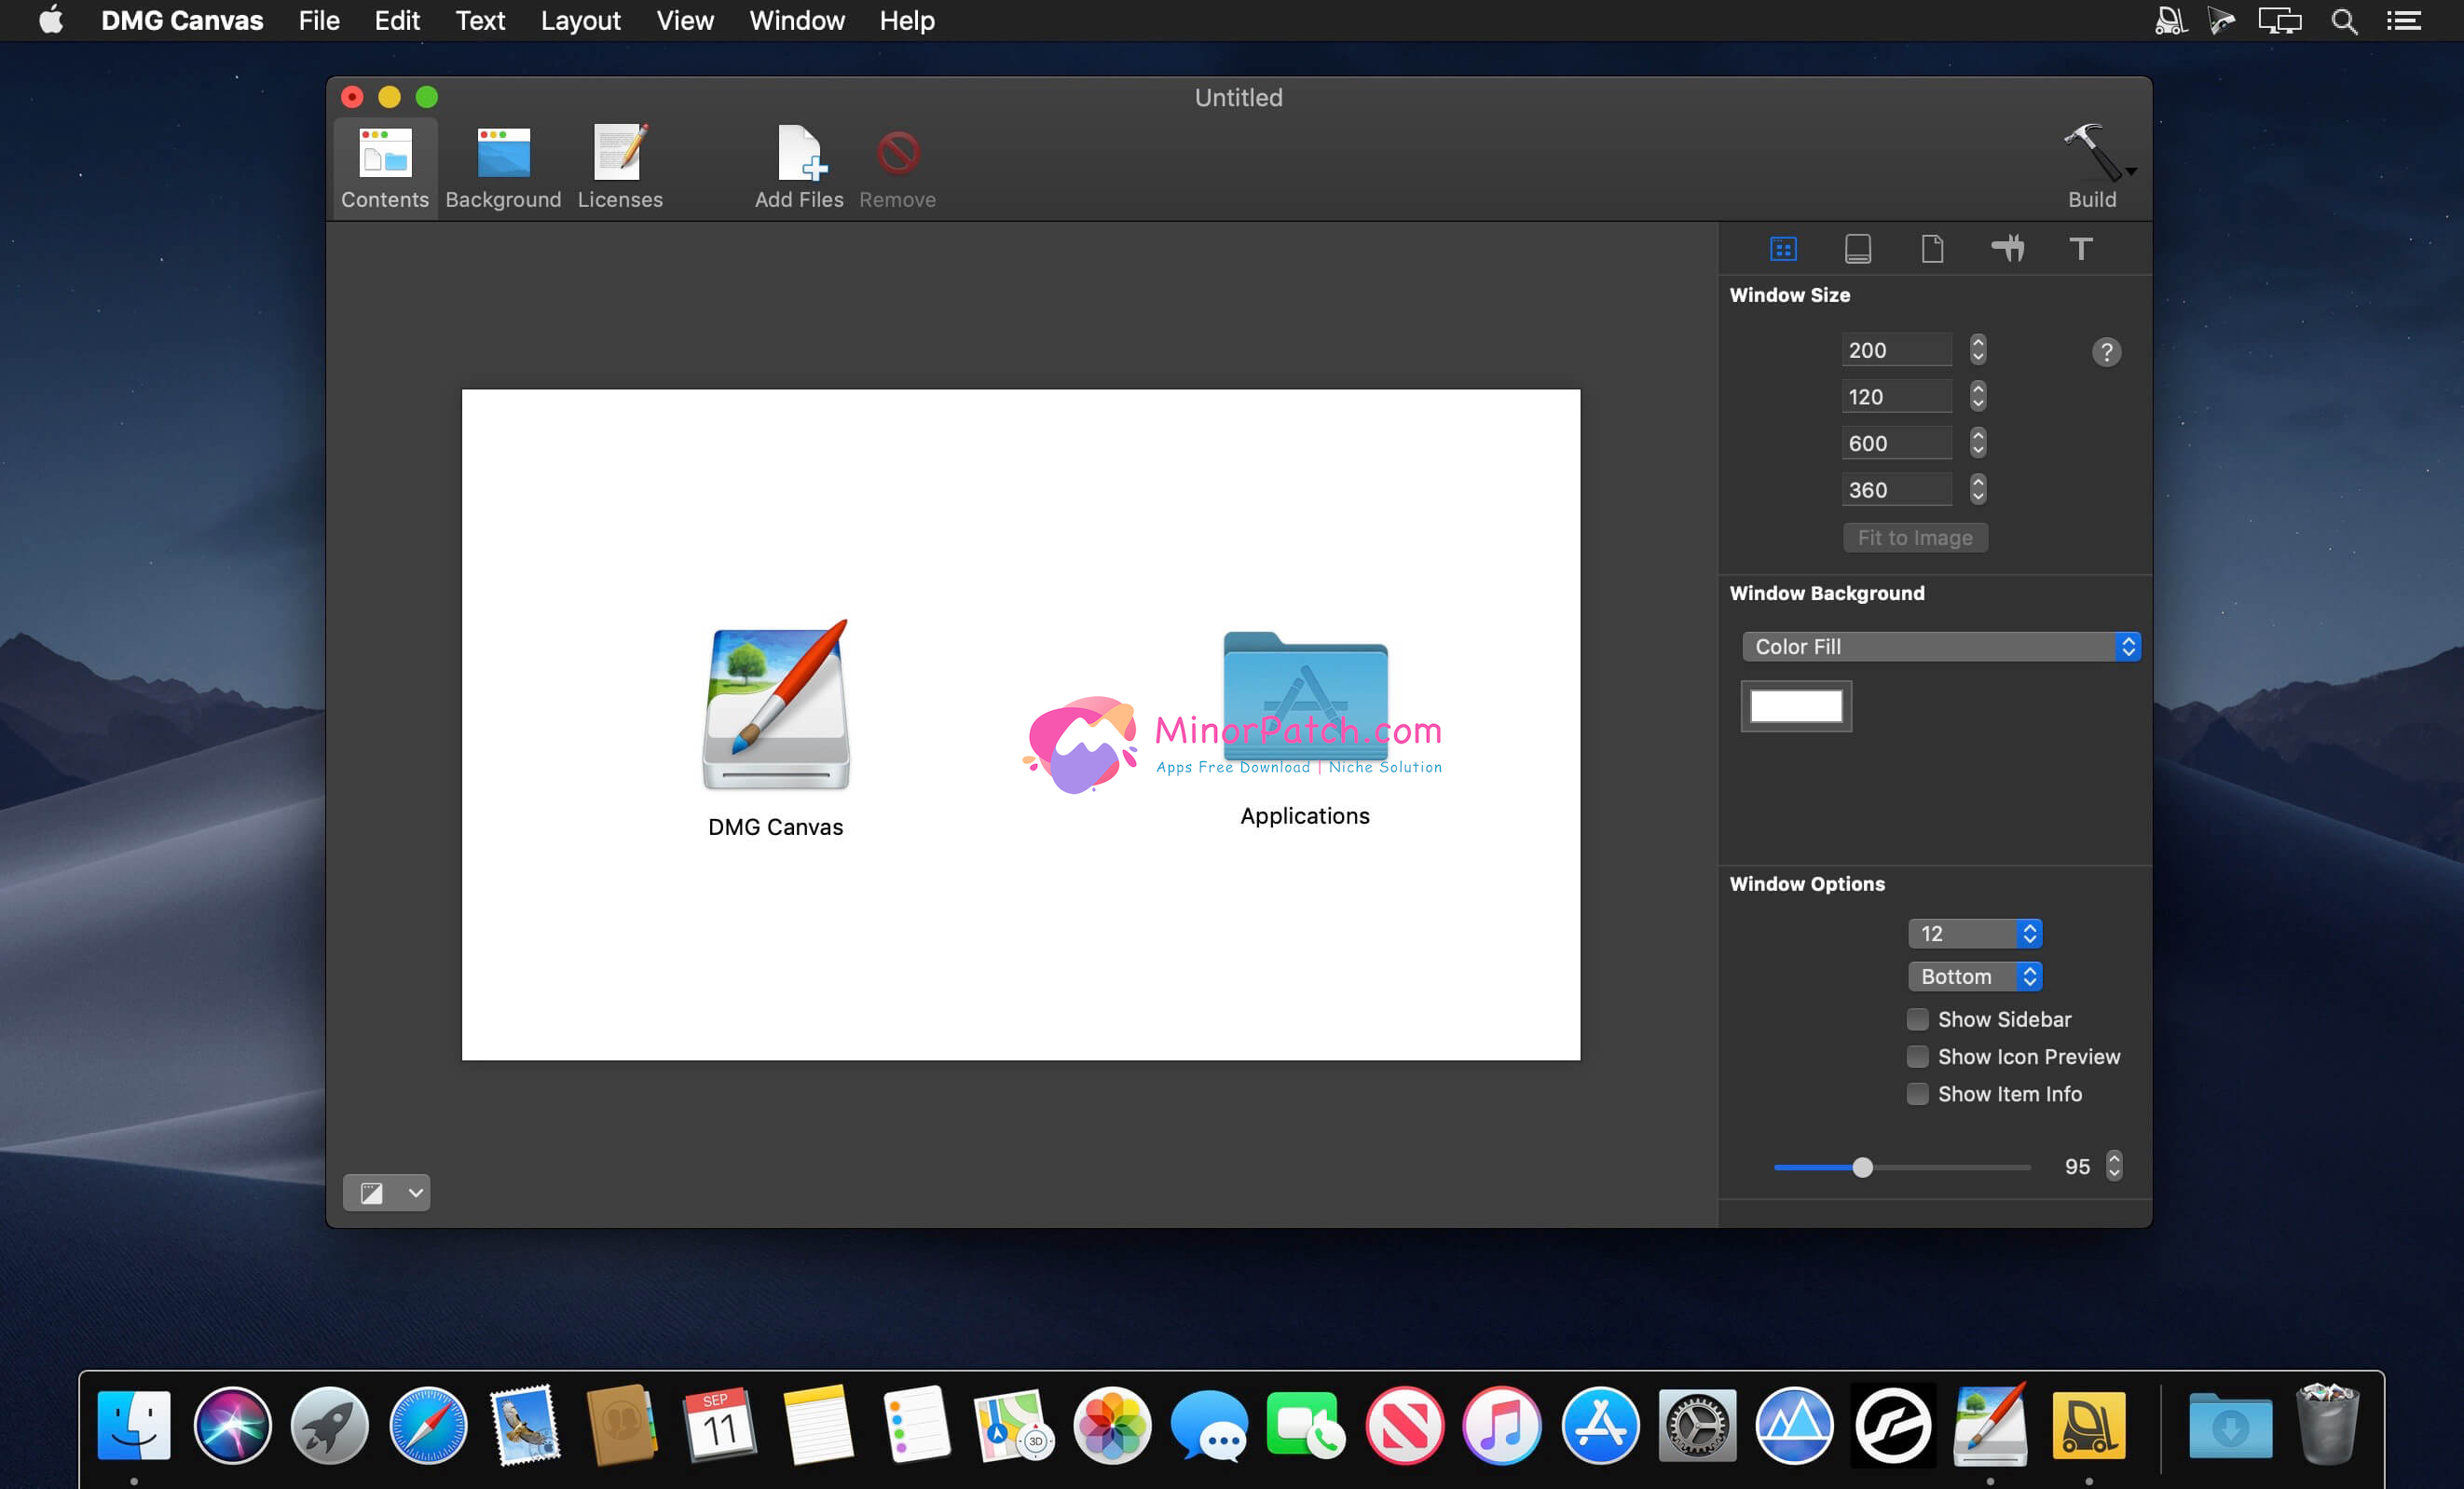 DMG Canvas File Edit Text Layout View Window Help
Untitled
Contents Background Licenses Add Files Remove Build
Window Size
200
?
120
600
360
Fit to Image
Window Background
Color Fill
MinorPatch.com
Apps Free Download | Niche Solution
DMG Canvas
Applications
Window Options
12
Bottom
Show Sidebar
Show Icon Preview
Show Item Info
95
SEP
11
3D